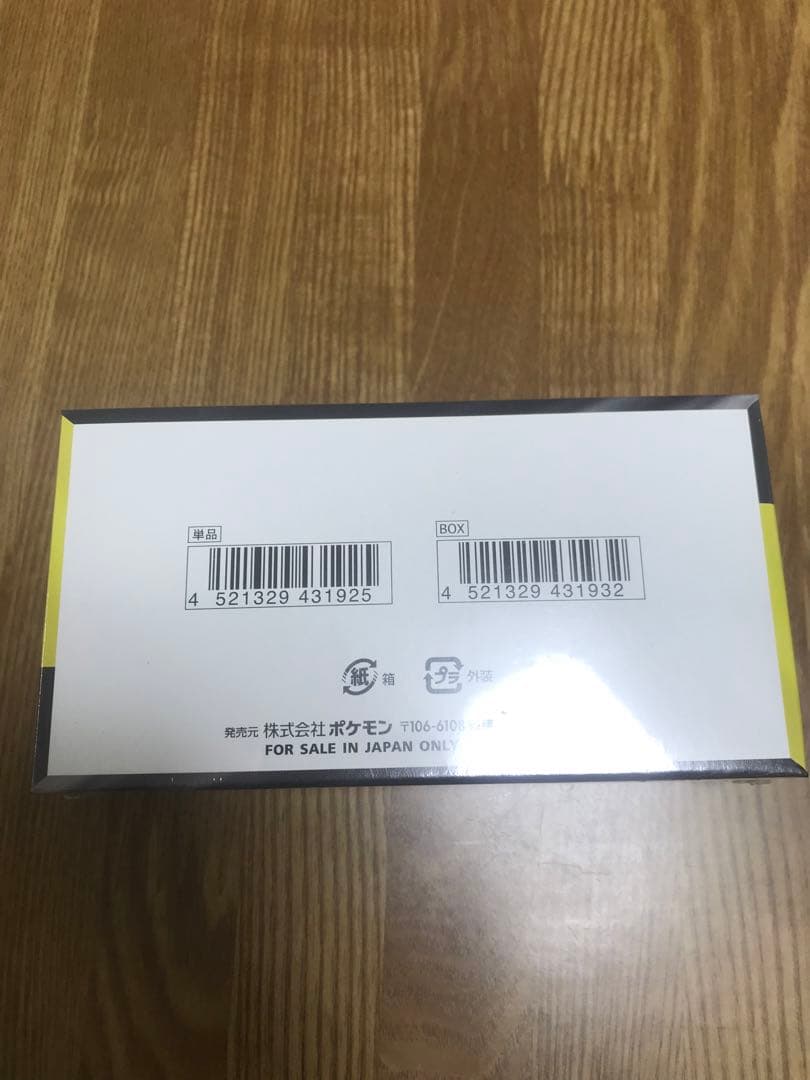 単品
4 521329 431925
BOX
4 521329 431932
紙 箱
プラ 外装
発売元 株式会社ポケモン 〒106-6108
FOR SALE IN JAPAN ONLY